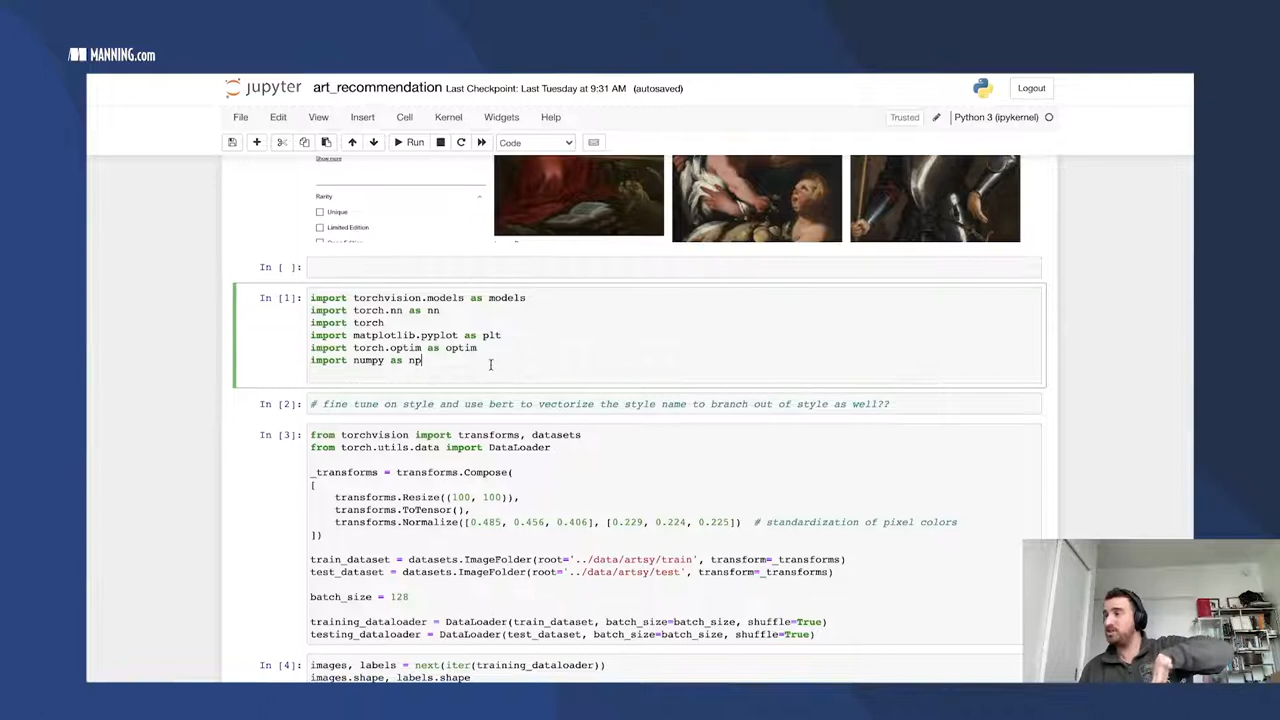 MANNING.com
jupyter art_recommendation Last Checkpoint: Last Tuesday at 9:31 AM (autosaved)
Logout
File Edit View Insert Cell Kernel Widgets Help
Trusted Python 3 (ipykernel)
Run Code
Show more
Rarity
Unique
Limited Edition
In [ ]:
In [1]: import torchvision.models as models
import torch.nn as nn
import torch
import matplotlib.pyplot as plt
import torch.optim as optim
import numpy as np
In [2]: # fine tune on style and use bert to vectorize the style name to branch out of style as well??
In [3]: from torchvision import transforms, datasets
from torch.utils.data import DataLoader
_transforms = transforms.Compose(
[
transforms.Resize((100, 100)),
transforms.ToTensor(),
transforms.Normalize([0.485, 0.456, 0.406], [0.229, 0.224, 0.225]) # standardization of pixel colors
])
train_dataset = datasets.ImageFolder(root='../data/artsy/train', transform=_transforms)
test_dataset = datasets.ImageFolder(root='../data/artsy/test', transform=_transforms)
batch_size = 128
training_dataloader = DataLoader(train_dataset, batch_size=batch_size, shuffle=True)
testing_dataloader = DataLoader(test_dataset, batch_size=batch_size, shuffle=True)
In [4]: images, labels = next(iter(training_dataloader))
images.shape, labels.shape